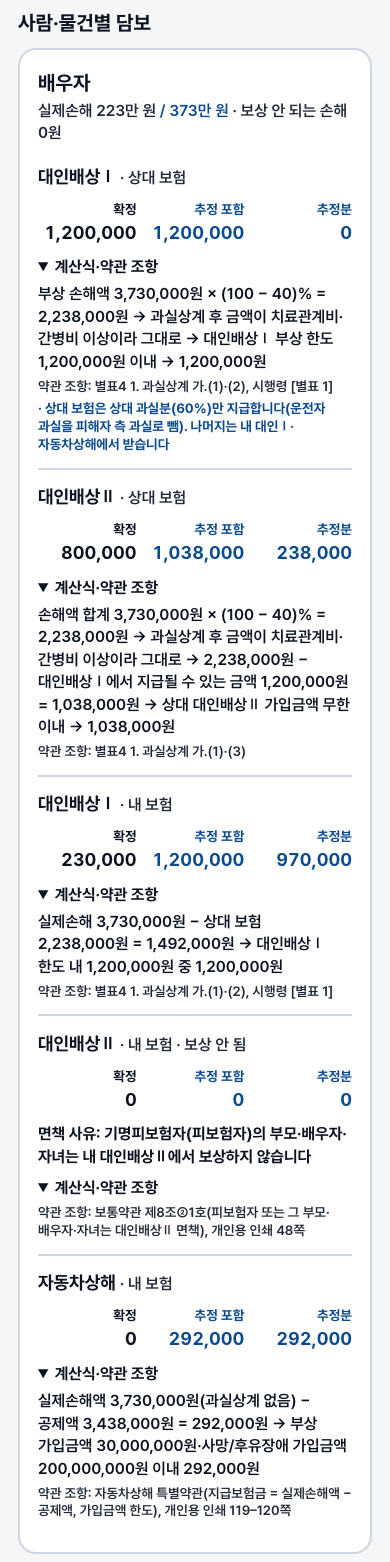 사람·물건별 담보
배우자
실제손해 223만 원 / 373만 원 · 보상 안 되는 손해
0원
대인배상Ⅰ · 상대 보험
확정 추정 포함 추정분
1,200,000 1,200,000 0
▼ 계산식·약관 조항
부상 손해액 3,730,000원 × (100 − 40)% =
2,238,000원 → 과실상계 후 금액이 치료관계비·
간병비 이상이라 그대로 → 대인배상Ⅰ 부상 한도
1,200,000원 이내 → 1,200,000원
약관 조항: 별표4 1. 과실상계 가.(1)·(2), 시행령 [별표 1]
· 상대 보험은 상대 과실분(60%)만 지급합니다(운전자
과실을 피해자 측 과실로 뺌). 나머지는 내 대인Ⅰ·
자동차상해에서 받습니다
대인배상Ⅱ · 상대 보험
확정 추정 포함 추정분
800,000 1,038,000 238,000
▼ 계산식·약관 조항
손해액 합계 3,730,000원 × (100 − 40)% =
2,238,000원 → 과실상계 후 금액이 치료관계비·
간병비 이상이라 그대로 → 2,238,000원 −
대인배상Ⅰ에서 지급될 수 있는 금액 1,200,000원
= 1,038,000원 → 상대 대인배상Ⅱ 가입금액 무한
이내 → 1,038,000원
약관 조항: 별표4 1. 과실상계 가.(1)·(3)
대인배상Ⅰ · 내 보험
확정 추정 포함 추정분
230,000 1,200,000 970,000
▼ 계산식·약관 조항
실제손해 3,730,000원 − 상대 보험
2,238,000원 = 1,492,000원 → 대인배상Ⅰ
한도 내 1,200,000원 중 1,200,000원
약관 조항: 별표4 1. 과실상계 가.(1)·(2), 시행령 [별표 1]
대인배상Ⅱ · 내 보험 · 보상 안 됨
확정 추정 포함 추정분
0 0 0
면책 사유: 기명피보험자(피보험자)의 부모·배우자·
자녀는 내 대인배상Ⅱ에서 보상하지 않습니다
▼ 계산식·약관 조항
약관 조항: 보통약관 제8조②1호(피보험자 또는 그 부모·
배우자·자녀는 대인배상Ⅱ 면책), 개인용 인쇄 48쪽
자동차상해 · 내 보험
확정 추정 포함 추정분
0 292,000 292,000
▼ 계산식·약관 조항
실제손해액 3,730,000원(과실상계 없음) −
공제액 3,438,000원 = 292,000원 → 부상
가입금액 30,000,000원·사망/후유장애 가입금액
200,000,000원 이내 292,000원
약관 조항: 자동차상해 특별약관(지급보험금 = 실제손해액 −
공제액, 가입금액 한도), 개인용 인쇄 119–120쪽